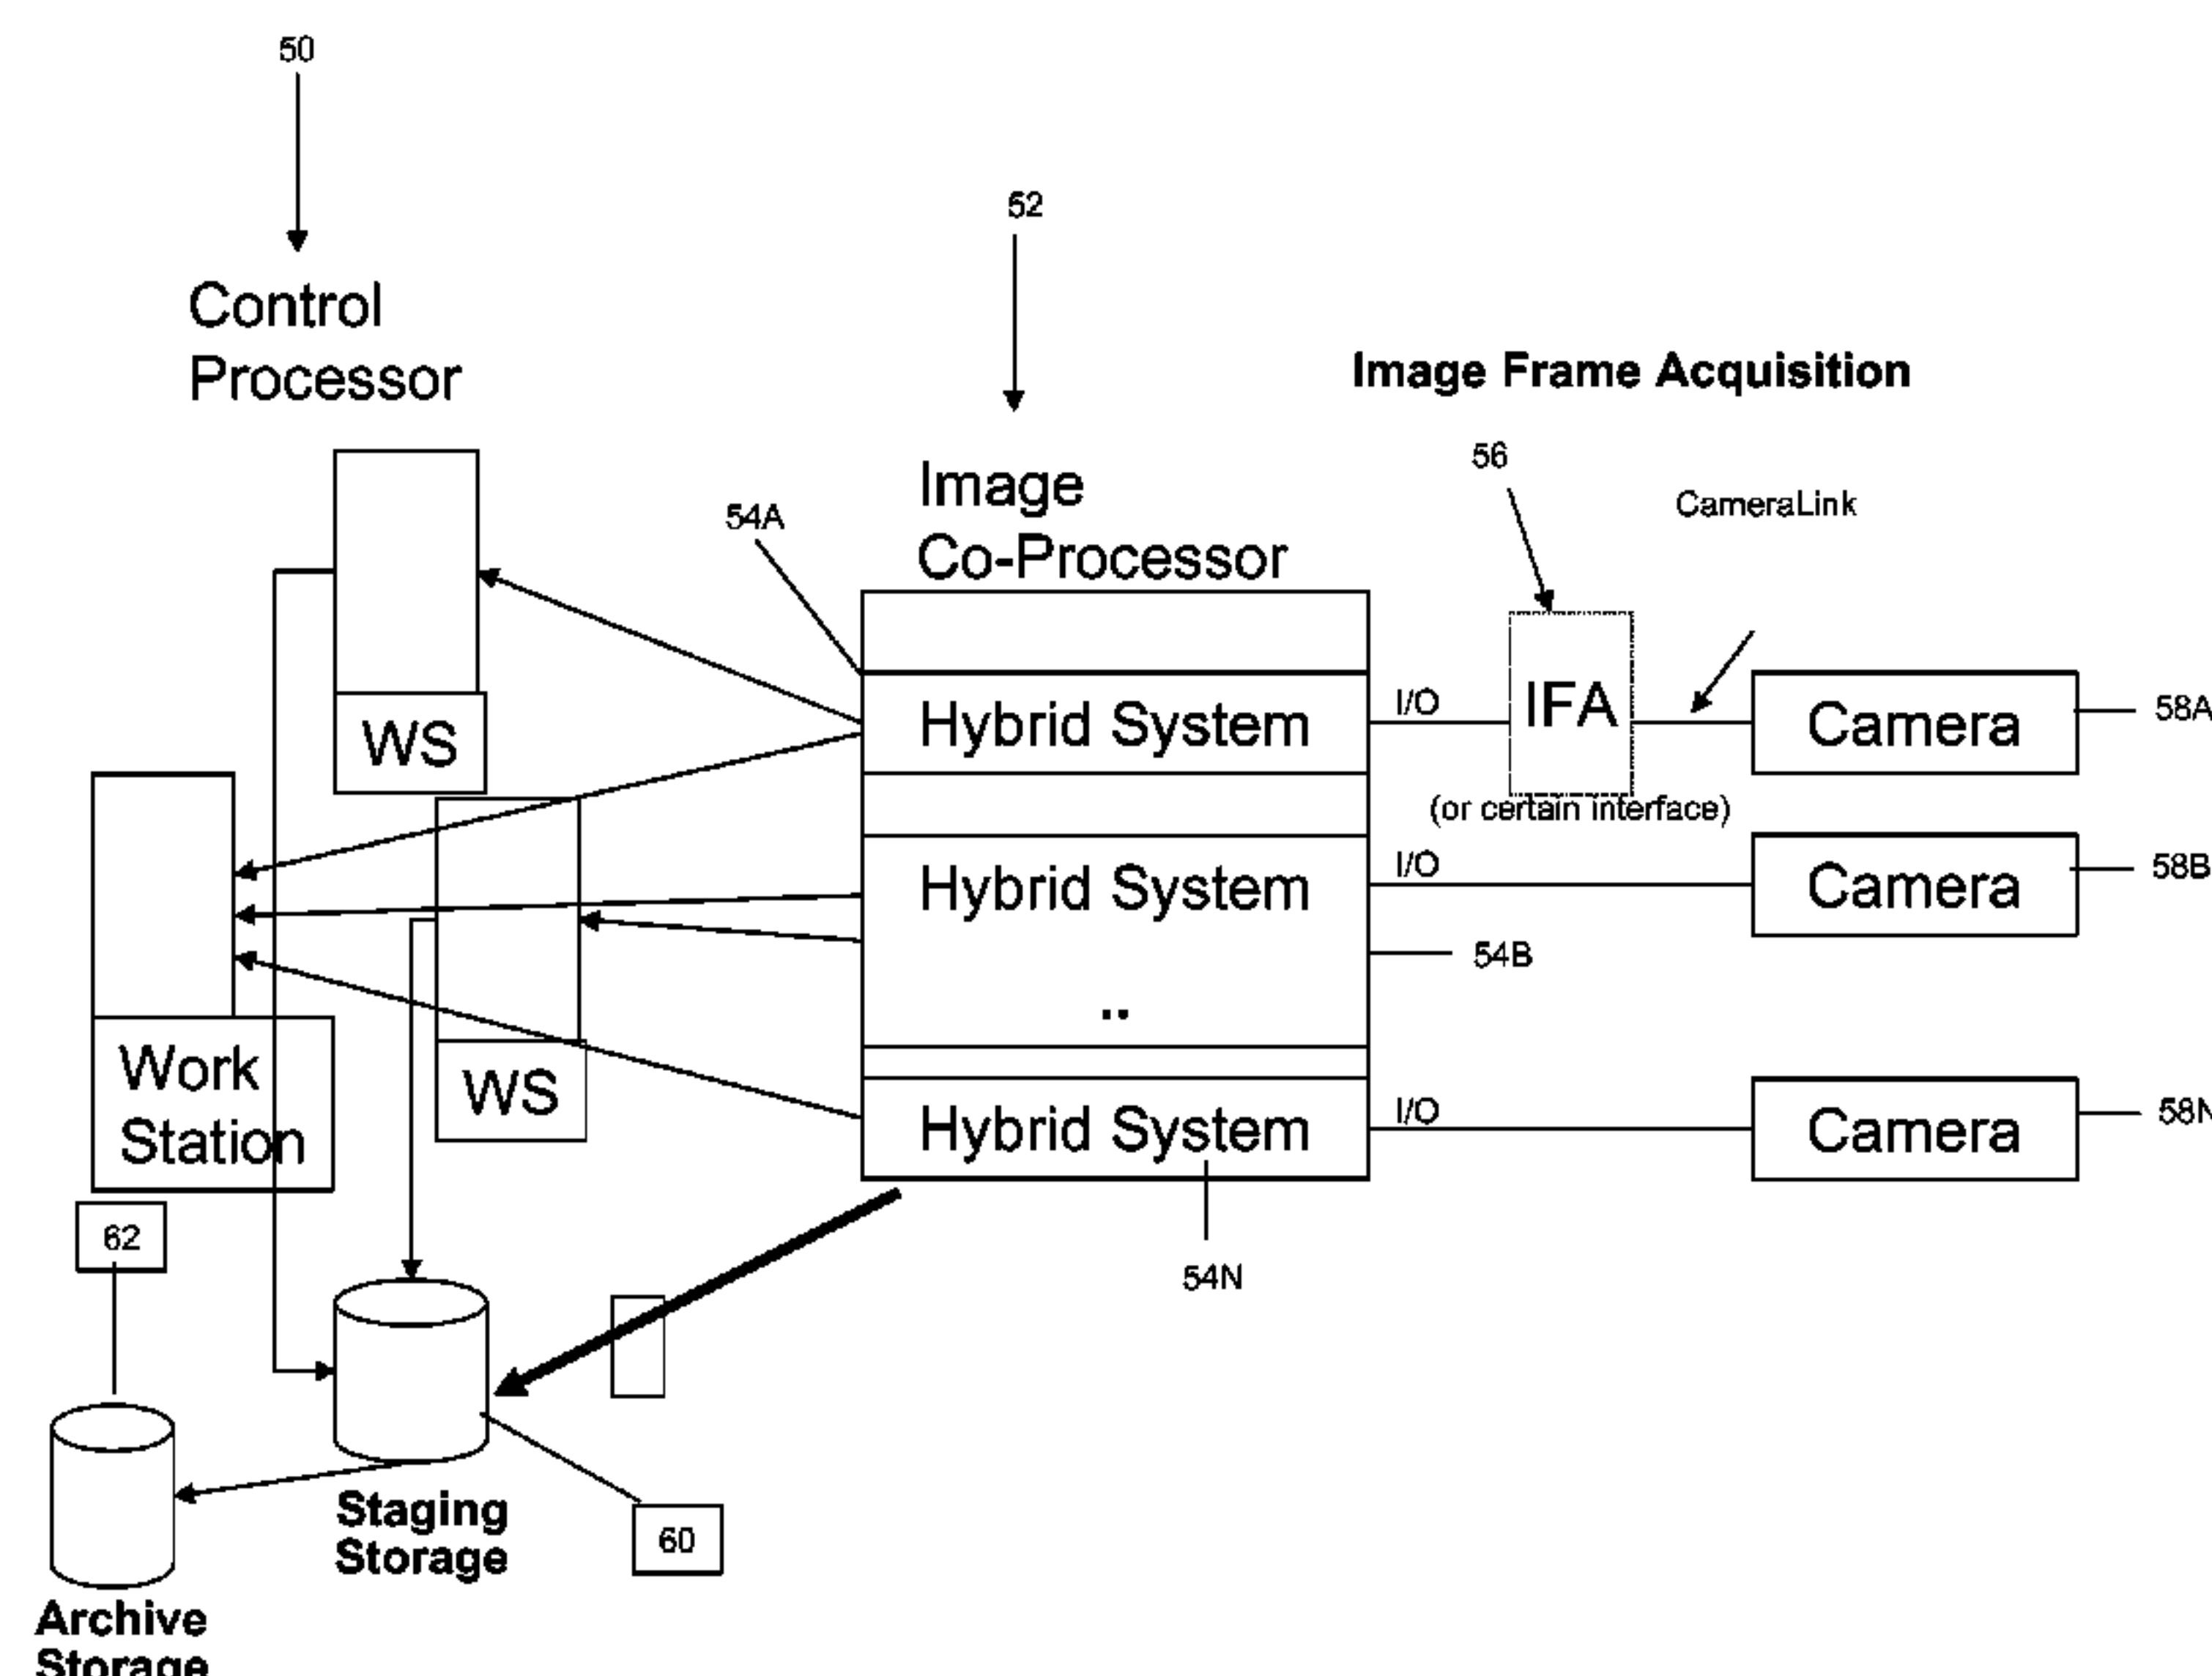 50
52
Control
Processor
Image Frame Acquisition
56
CameraLink
54A
Image
Co-Processor
Hybrid System
I/O
IFA
Camera
58A
WS
(or certain interface)
Hybrid System
I/O
Camera
58B
54B
..
Work
Station
WS
Hybrid System
I/O
Camera
58N
62
54N
Staging
Storage
60
Archive
Storage